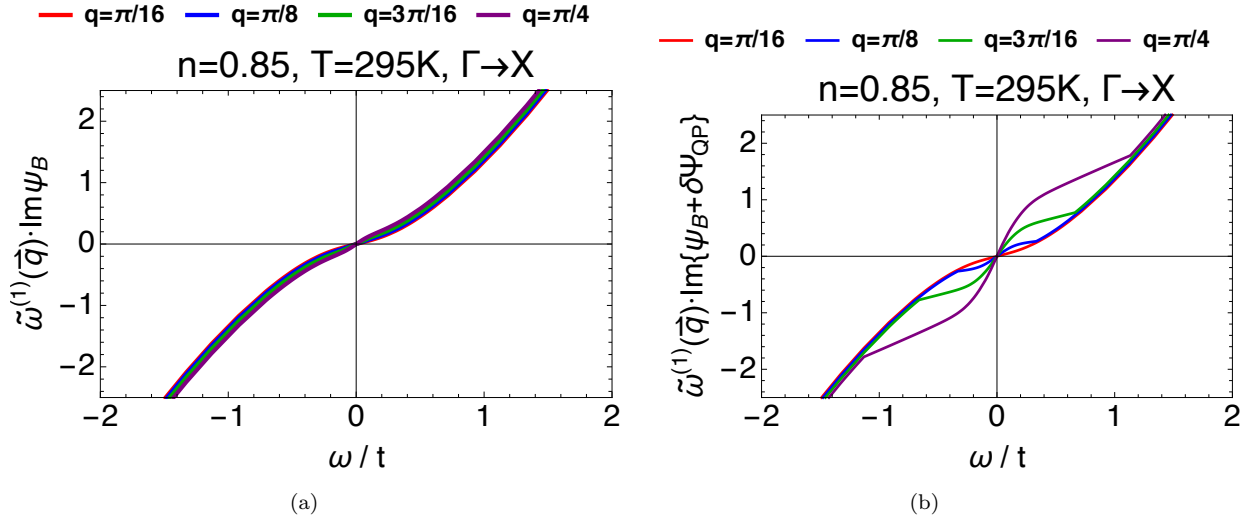 q=π/16 q=π/8 q=3π/16 q=π/4
n=0.85, T=295K, Γ→X
ω̃⁽¹⁾(q⃗)·Imψ_B
2
1
0
−1
−2
−2 −1 0 1 2
ω / t
(a)
q=π/16 q=π/8 q=3π/16 q=π/4
n=0.85, T=295K, Γ→X
ω̃⁽¹⁾(q⃗)·Im{ψ_B+δΨ_QP}
2
1
0
−1
−2
−2 −1 0 1 2
ω / t
(b)